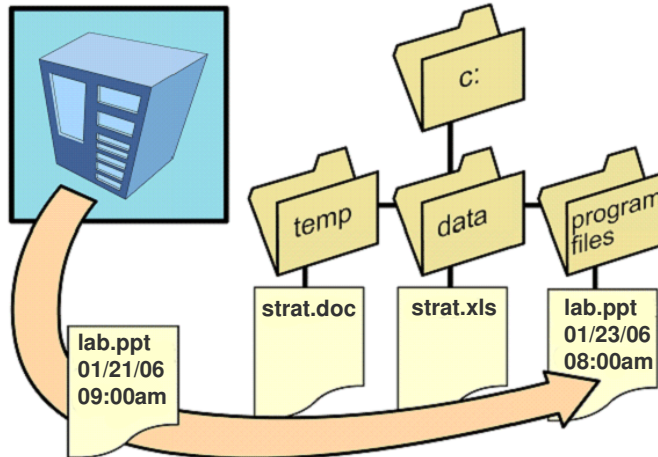 c:
temp
data
program
files
strat.doc
strat.xls
lab.ppt
01/23/06
08:00am
lab.ppt
01/21/06
09:00am